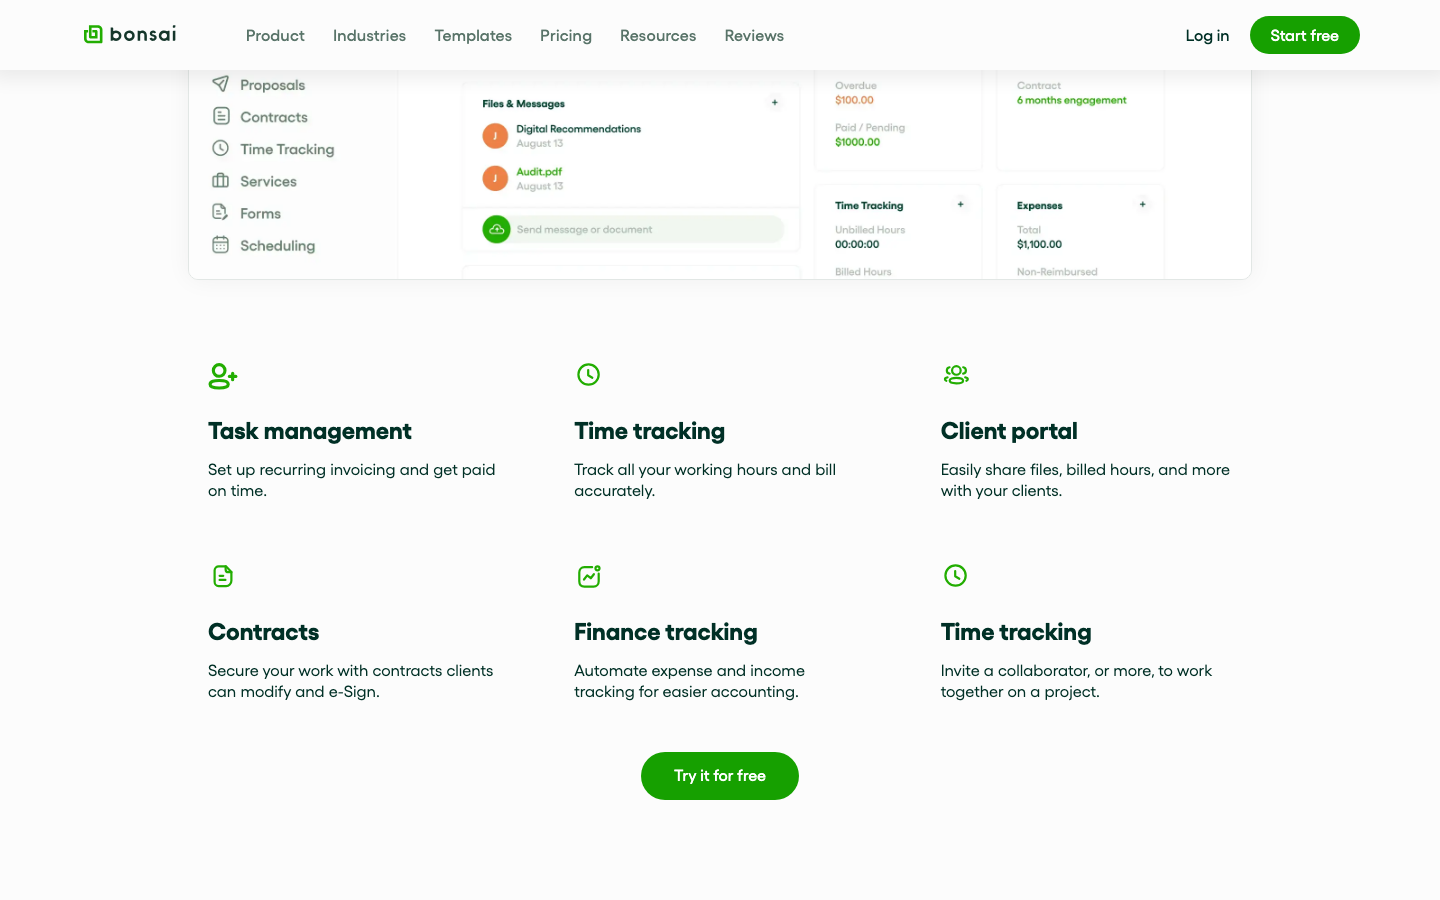 bonsai
Product
Industries
Templates
Pricing
Resources
Reviews
Log in
Start free
Proposals
Contracts
Time Tracking
Services
Forms
Scheduling
Files & Messages
+
J
Digital Recommendations
August 13
J
Audit.pdf
August 13
Send message or document
Overdue
$100.00
Paid / Pending
$1000.00
Contract
6 months engagement
Time Tracking
+
Unbilled Hours
00:00:00
Billed Hours
Expenses
+
Total
$1,100.00
Non-Reimbursed
Task management
Set up recurring invoicing and get paid
on time.
Time tracking
Track all your working hours and bill
accurately.
Client portal
Easily share files, billed hours, and more
with your clients.
Contracts
Secure your work with contracts clients
can modify and e-Sign.
Finance tracking
Automate expense and income
tracking for easier accounting.
Time tracking
Invite a collaborator, or more, to work
together on a project.
Try it for free